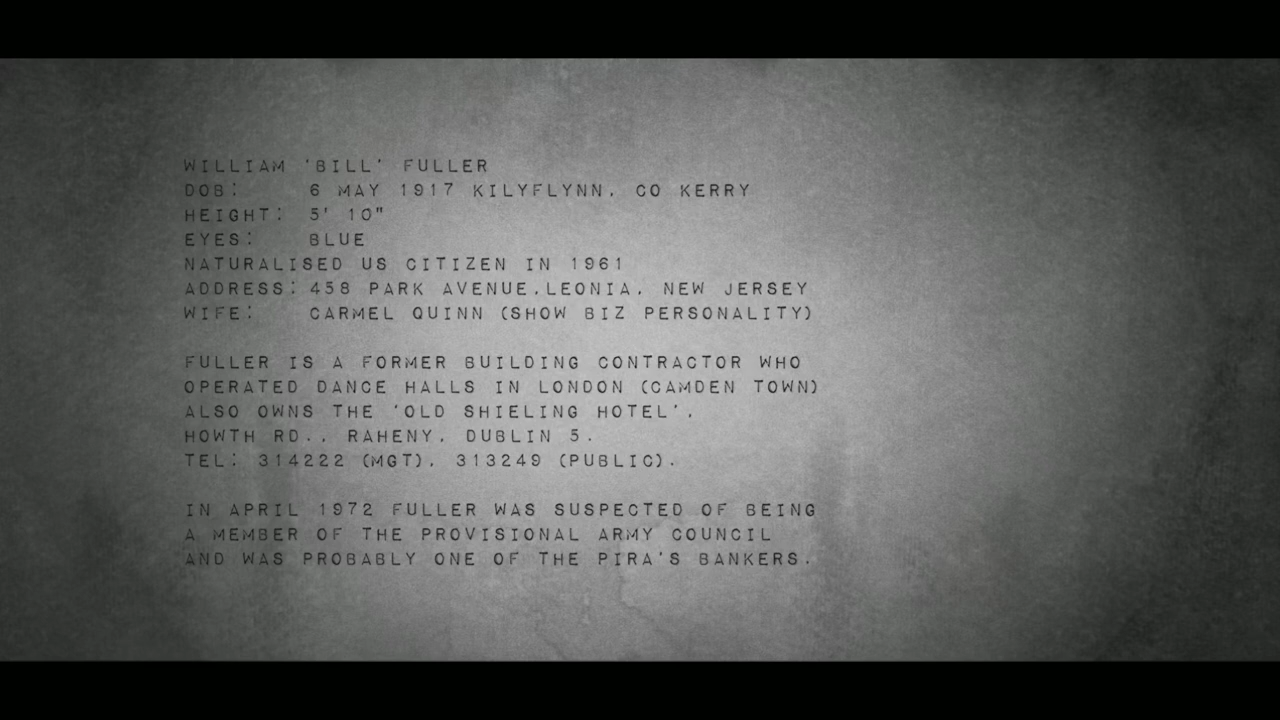 WILLIAM 'BILL' FULLER
DOB: 6 MAY 1917 KILYFLYNN, CO KERRY
HEIGHT: 5' 10"
EYES: BLUE
NATURALISED US CITIZEN IN 1961
ADDRESS: 458 PARK AVENUE,LEONIA, NEW JERSEY
WIFE: CARMEL QUINN (SHOW BIZ PERSONALITY)
FULLER IS A FORMER BUILDING CONTRACTOR WHO
OPERATED DANCE HALLS IN LONDON (CAMDEN TOWN)
ALSO OWNS THE 'OLD SHIELING HOTEL',
HOWTH RD., RAHENY, DUBLIN 5.
TEL: 314222 (MGT), 313249 (PUBLIC).
IN APRIL 1972 FULLER WAS SUSPECTED OF BEING
A MEMBER OF THE PROVISIONAL ARMY COUNCIL
AND WAS PROBABLY ONE OF THE PIRA'S BANKERS.